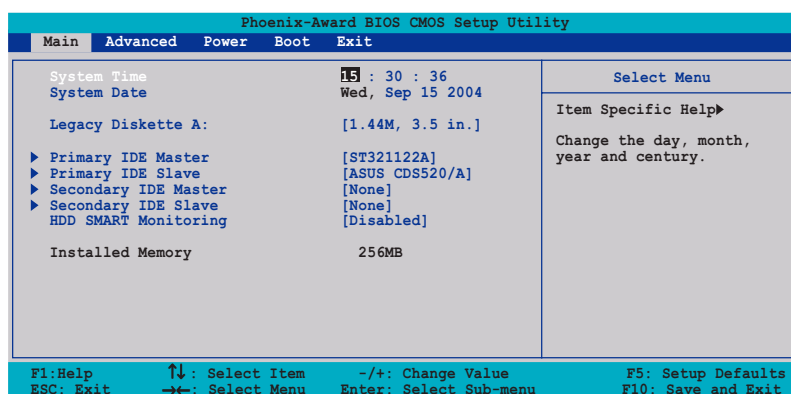 Phoenix-Award BIOS CMOS Setup Utility
Main Advanced Power Boot Exit
System Time 15 : 30 : 36
System Date Wed, Sep 15 2004
Legacy Diskette A: [1.44M, 3.5 in.]
Primary IDE Master [ST321122A]
Primary IDE Slave [ASUS CDS520/A]
Secondary IDE Master [None]
Secondary IDE Slave [None]
HDD SMART Monitoring [Disabled]
Installed Memory 256MB
Select Menu
Item Specific Help
Change the day, month,
year and century.
F1:Help ↑↓: Select Item -/+: Change Value F5: Setup Defaults
ESC: Exit →←: Select Menu Enter: Select Sub-menu F10: Save and Exit